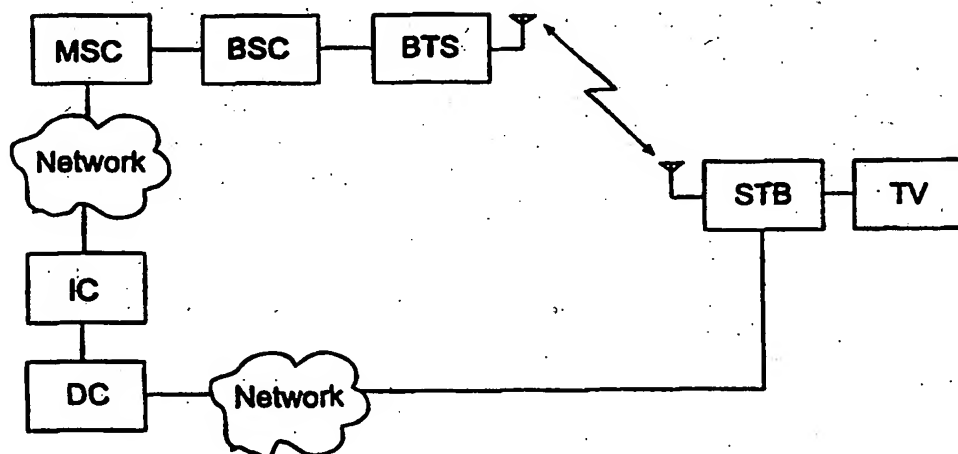 MSC
BSC
BTS
Network
STB
TV
IC
DC
Network